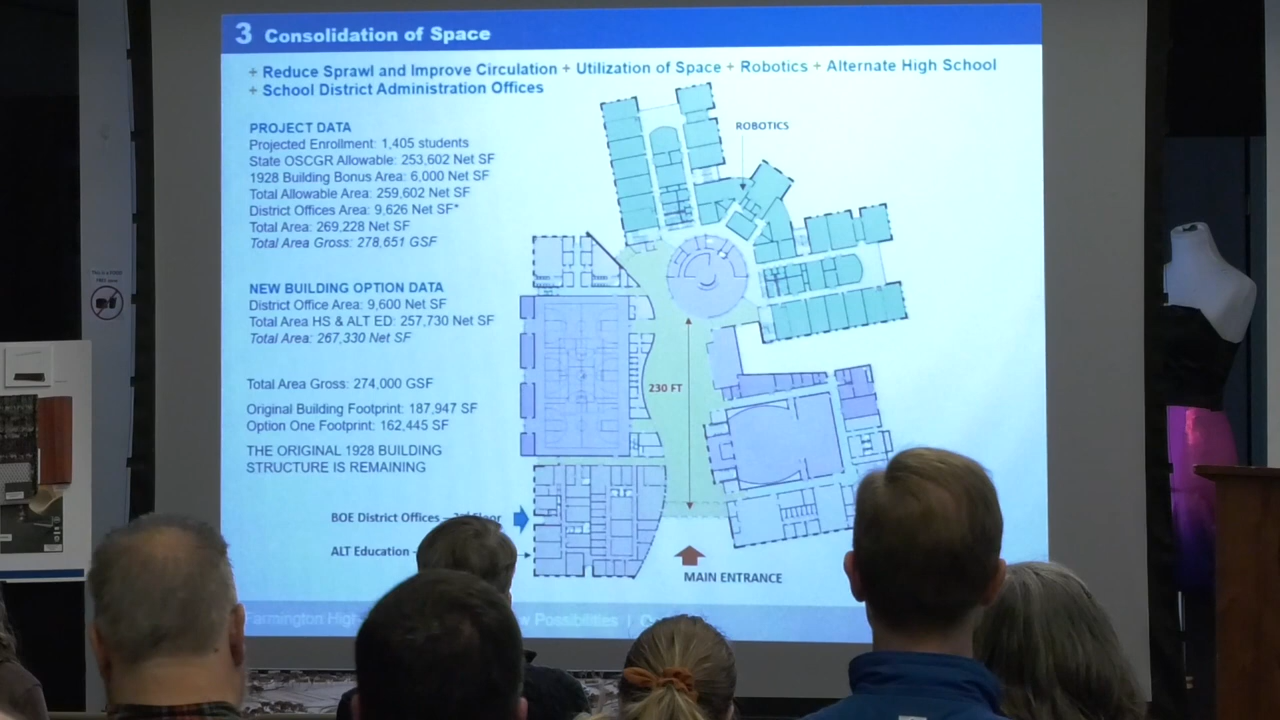 3 Consolidation of Space
+ Reduce Sprawl and Improve Circulation + Utilization of Space + Robotics + Alternate High School
+ School District Administration Offices
PROJECT DATA
Projected Enrollment: 1,405 students
State OSCGR Allowable: 253,602 Net SF
1928 Building Bonus Area: 6,000 Net SF
Total Allowable Area: 259,602 Net SF
District Offices Area: 9,626 Net SF*
Total Area: 269,228 Net SF
Total Area Gross: 278,651 GSF
NEW BUILDING OPTION DATA
District Office Area: 9,600 Net SF
Total Area HS & ALT ED: 257,730 Net SF
Total Area: 267,330 Net SF
Total Area Gross: 274,000 GSF
Original Building Footprint: 187,947 SF
Option One Footprint: 162,445 SF
THE ORIGINAL 1928 BUILDING
STRUCTURE IS REMAINING
ROBOTICS
230 FT
BOE District Offices – Floor
ALT Education -
MAIN ENTRANCE
Farmington High Possibilities |